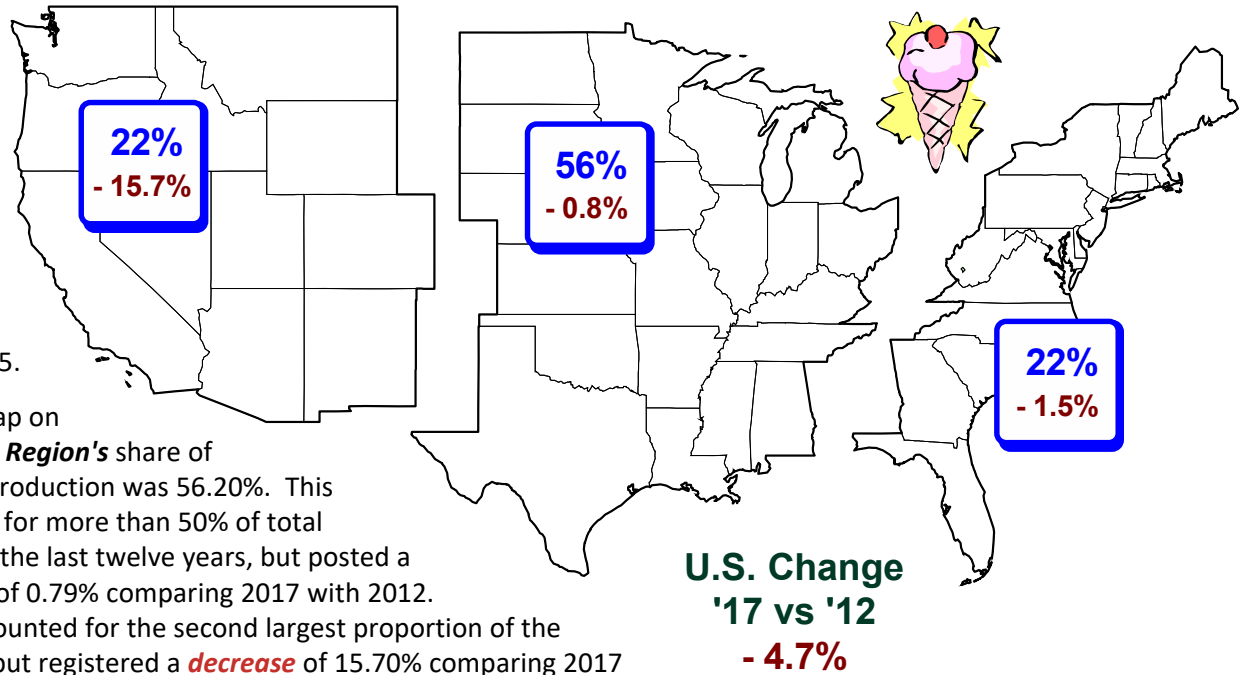 22%
- 15.7%
56%
- 0.8%
22%
- 1.5%
5.
ap on
Region's share of
roduction was 56.20%. This
for more than 50% of total
the last twelve years, but posted a
of 0.79% comparing 2017 with 2012.
ounted for the second largest proportion of the
but registered a decrease of 15.70% comparing 2017
U.S. Change
'17 vs '12
- 4.7%